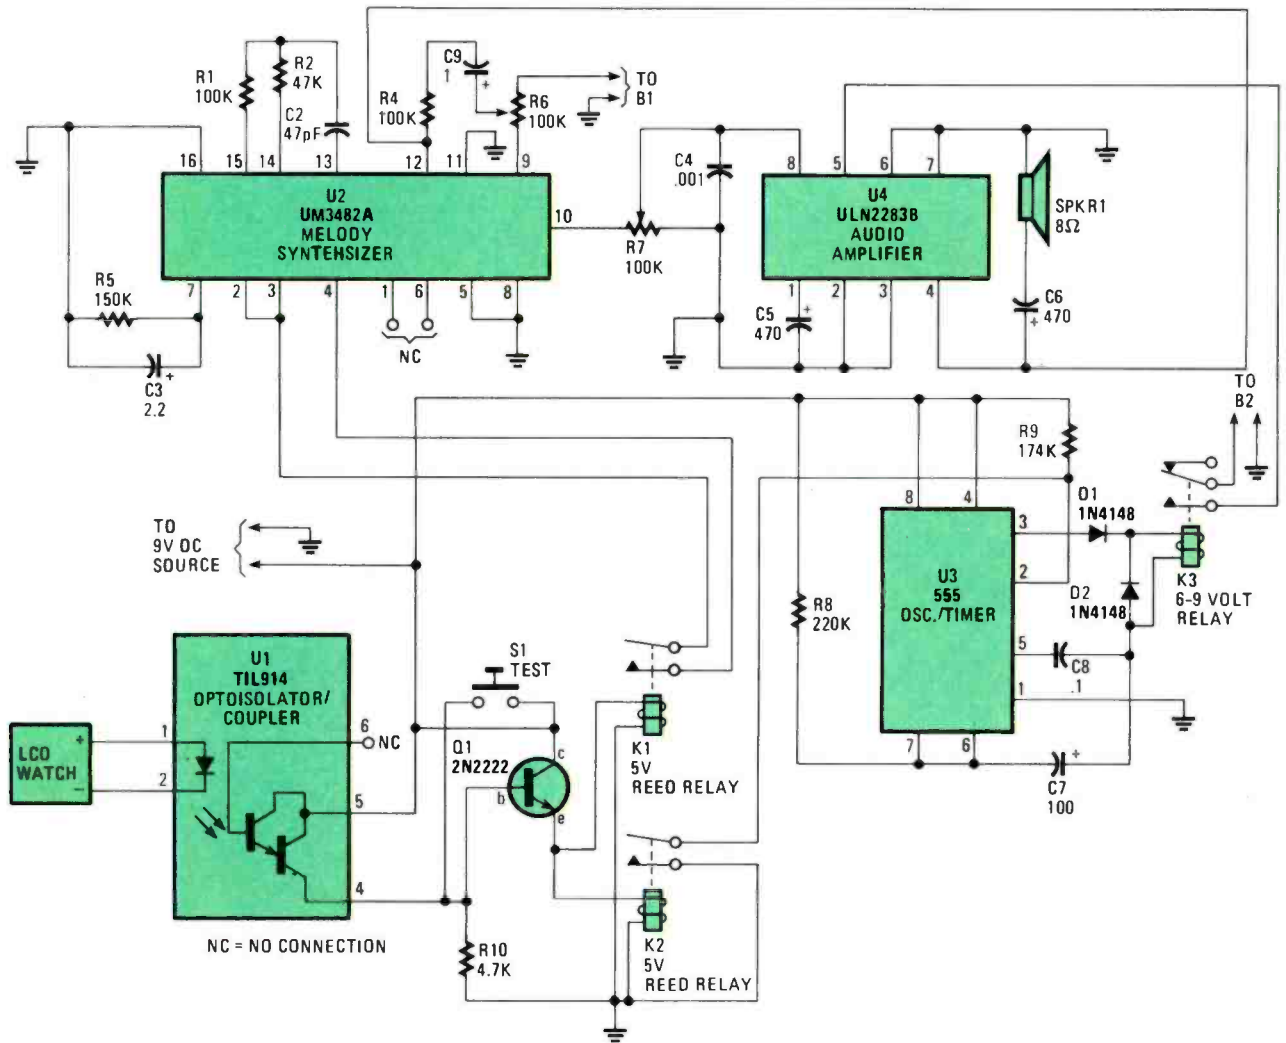 R1
100K
R2
47K
C2
47pF
R4
100K
C9
1
+
R6
100K
TO
B1
16
15
14
13
12
11
9
U2
UM3482A
MELODY
SYNTEHSIZER
10
7
2
3
4
1
6
5
8
NC
R5
150K
C3
+
2.2
R7
100K
C4
.001
8
5
6
7
U4
ULN2283B
AUDIO
AMPLIFIER
1
2
3
4
C5
470
+
SPKR1
8Ω
C6
470
+
TO
B2
R9
174K
8
4
U3
555
OSC./TIMER
3
2
5
1
7
6
D1
1N4148
D2
1N4148
K3
6-9 VOLT
RELAY
R8
220K
C8
.1
C7
100
+
TO
9V DC
SOURCE
U1
TIL914
OPTOISOLATOR/
COUPLER
6
NC
5
4
1
2
LCD
WATCH
+
−
S1
TEST
Q1
2N2222
c
b
e
K1
5V
REED RELAY
K2
5V
REED RELAY
R10
4.7K
NC = NO CONNECTION